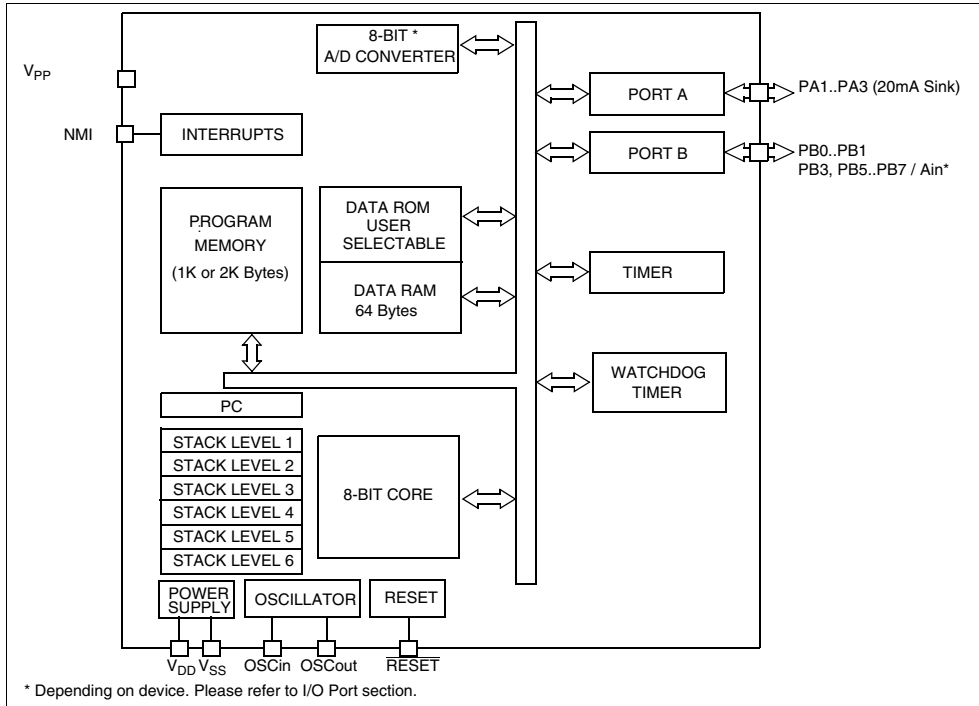 8-BIT *
A/D CONVERTER
VPP
PORT A
PA1..PA3 (20mA Sink)
NMI
INTERRUPTS
PORT B
PB0..PB1
PB3, PB5..PB7 / Ain*
PROGRAM
MEMORY
(1K or 2K Bytes)
DATA ROM
USER
SELECTABLE
DATA RAM
64 Bytes
TIMER
WATCHDOG
TIMER
PC
STACK LEVEL 1
STACK LEVEL 2
STACK LEVEL 3
STACK LEVEL 4
STACK LEVEL 5
STACK LEVEL 6
8-BIT CORE
POWER
SUPPLY
OSCILLATOR
RESET
VDD VSS OSCin OSCout RESET
* Depending on device. Please refer to I/O Port section.